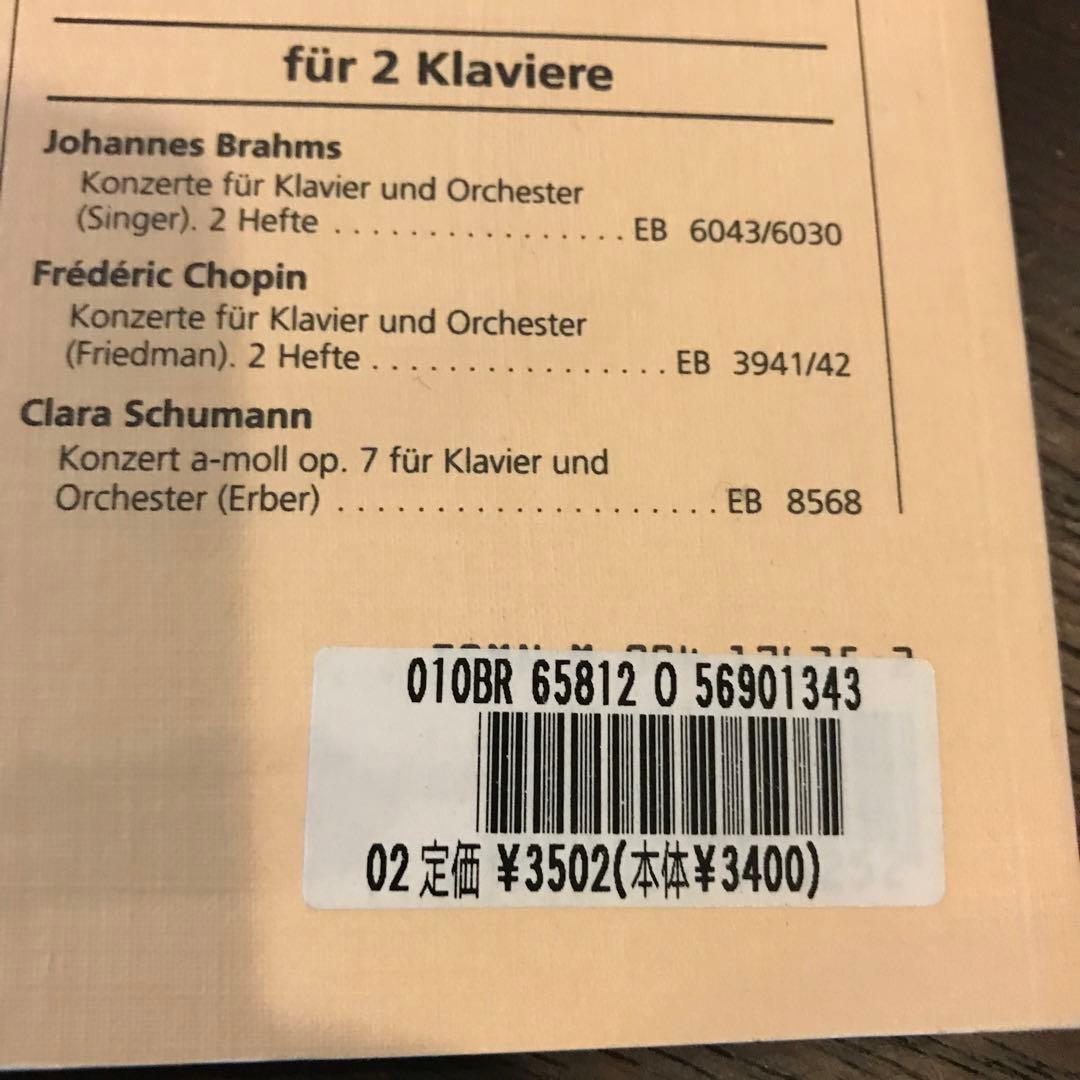 für 2 Klaviere
Johannes Brahms
Konzerte für Klavier und Orchester
(Singer). 2 Hefte . . . . . . . . . . . . . . . . EB 6043/6030
Frédéric Chopin
Konzerte für Klavier und Orchester
(Friedman). 2 Hefte . . . . . . . . . . . . . . . . EB 3941/42
Clara Schumann
Konzert a-moll op. 7 für Klavier und
Orchester (Erber) . . . . . . . . . . . . . . . . . . . . EB 8568
010BR 65812 0 56901343
02 定価 ¥3502(本体¥3400)